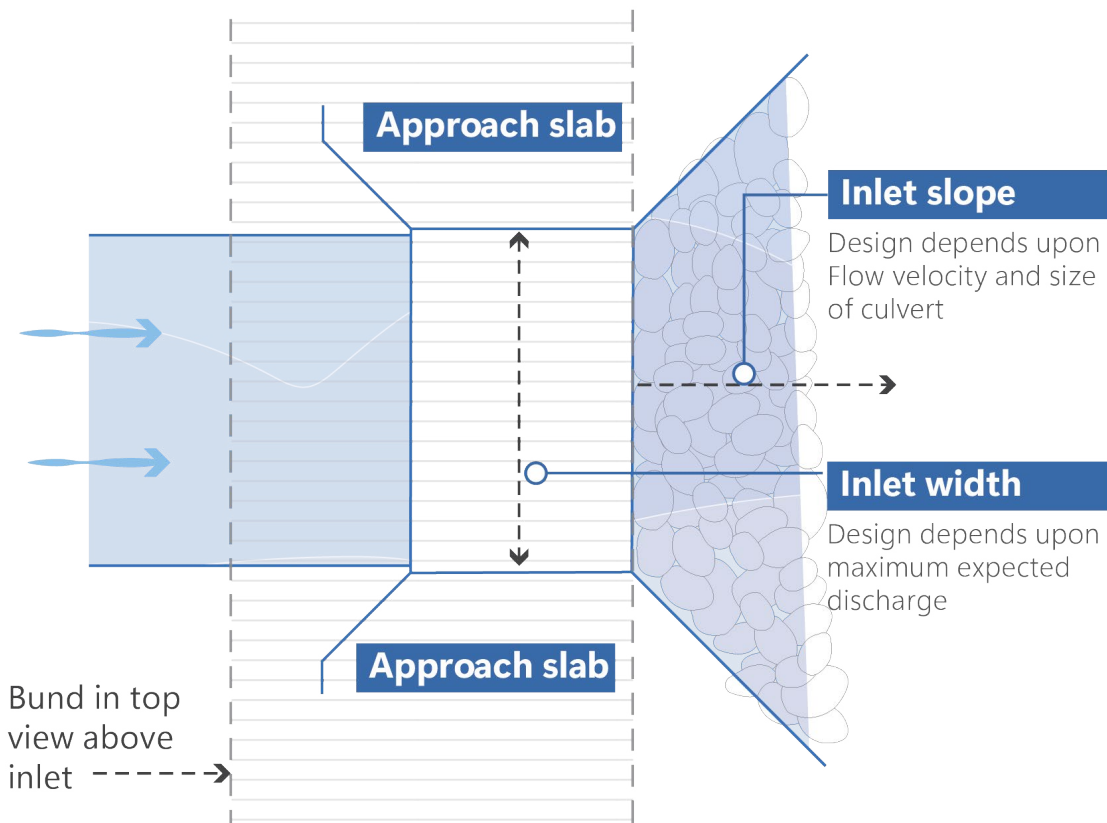 Approach slab
Inlet slope
Design depends upon
Flow velocity and size
of culvert
Inlet width
Design depends upon
maximum expected
discharge
Approach slab
Bund in top
view above
inlet